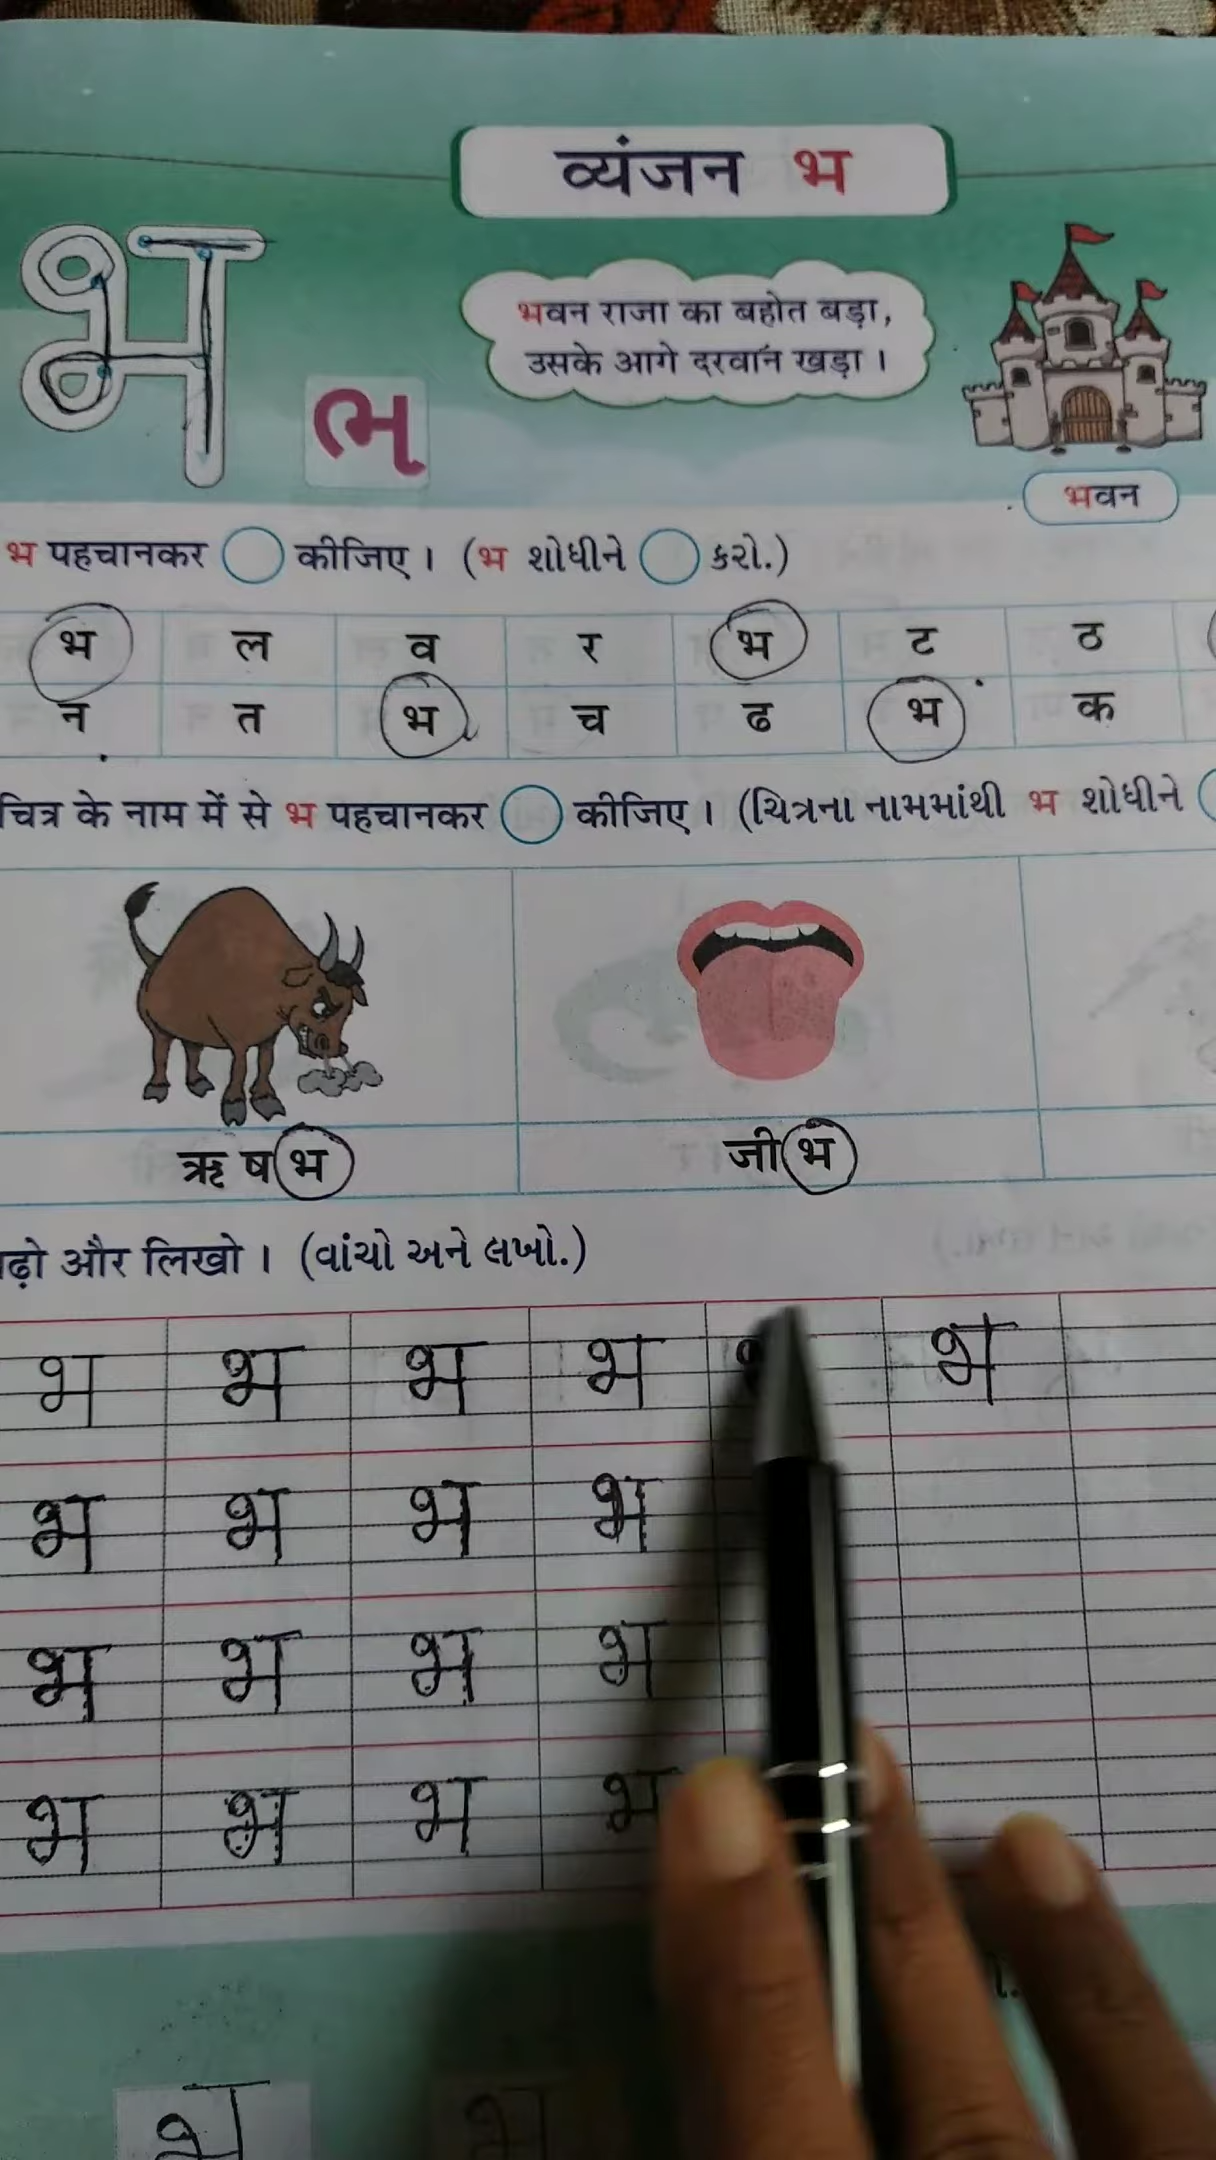 व्यंजन भ
भ
ભ
भवन राजा का बहोत बड़ा,
उसके आगे दरवान खड़ा ।
भवन
भ पहचानकर ◯ कीजिए । (भ શોધીને ◯ કરો.)
भ ल व र भ ट ठ
न त भ च ढ भ क
चित्र के नाम में से भ पहचानकर ◯ कीजिए । (ચિત્રના નામમાંથી भ શોધીને
ऋ ष भ
जी भ
और लिखो । (વાંચો અને લખો.)
भ भ भ भ भ
भ भ भ भ
भ भ भ भ
भ भ भ भ
भ